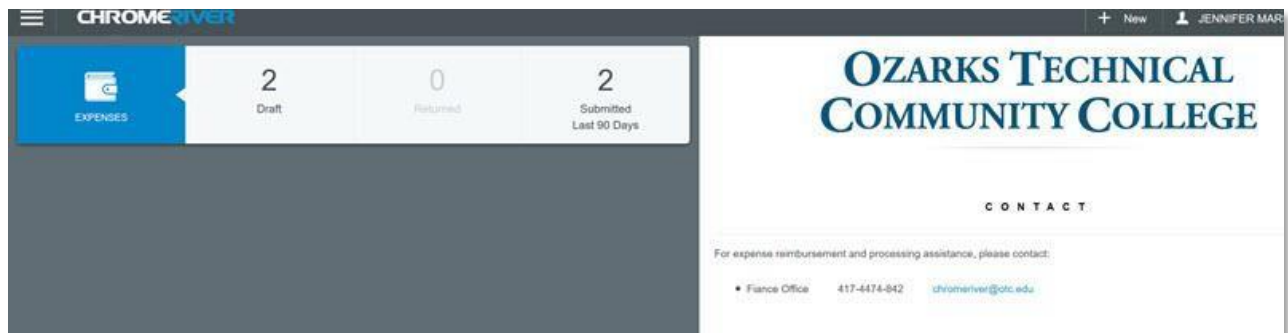 CHROMERIVER
+ New JENNIFER MAR
EXPENSES
2
Draft
0
Returned
2
Submitted
Last 90 Days
OZARKS TECHNICAL
COMMUNITY COLLEGE
CONTACT
For expense reimbursement and processing assistance, please contact:
• Fiance Office 417-4474-842 chromeriver@otc.edu